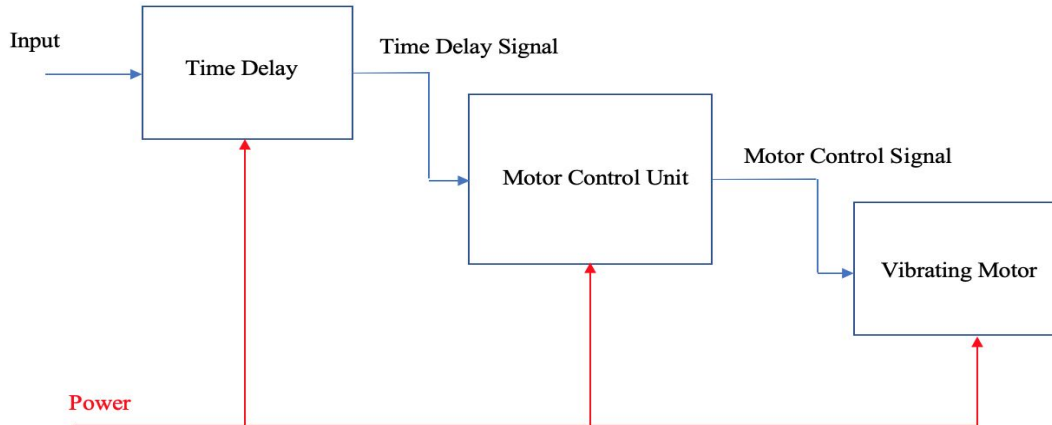 Input
Time Delay
Time Delay Signal
Motor Control Unit
Motor Control Signal
Vibrating Motor
Power